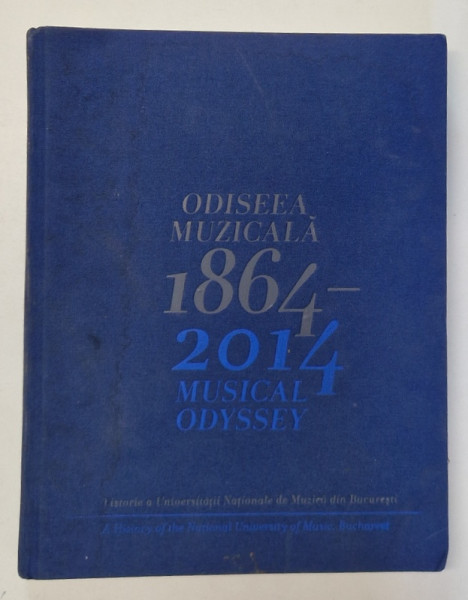 ODISEEA
MUZICALĂ
1864–
2014
MUSICAL
ODYSSEY
O istorie a Universității Naționale de Muzică din București
A History of the National University of Music Bucharest